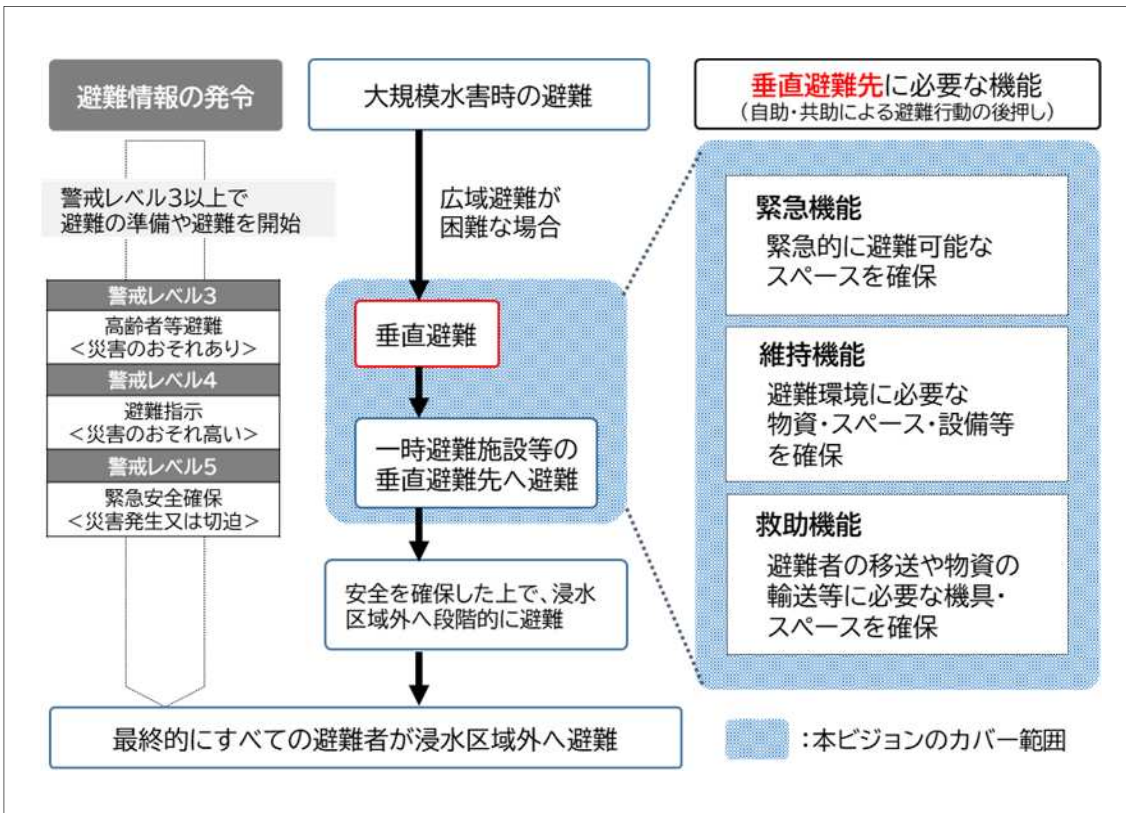 避難情報の発令
警戒レベル3以上で
避難の準備や避難を開始
警戒レベル3
高齢者等避難
<災害のおそれあり>
警戒レベル4
避難指示
<災害のおそれ高い>
警戒レベル5
緊急安全確保
<災害発生又は切迫>
大規模水害時の避難
広域避難が
困難な場合
垂直避難
一時避難施設等の
垂直避難先へ避難
安全を確保した上で、浸水
区域外へ段階的に避難
最終的にすべての避難者が浸水区域外へ避難
垂直避難先に必要な機能
(自助・共助による避難行動の後押し)
緊急機能
緊急的に避難可能な
スペースを確保
維持機能
避難環境に必要な
物資・スペース・設備等
を確保
救助機能
避難者の移送や物資の
輸送等に必要な機具・
スペースを確保
:本ビジョンのカバー範囲